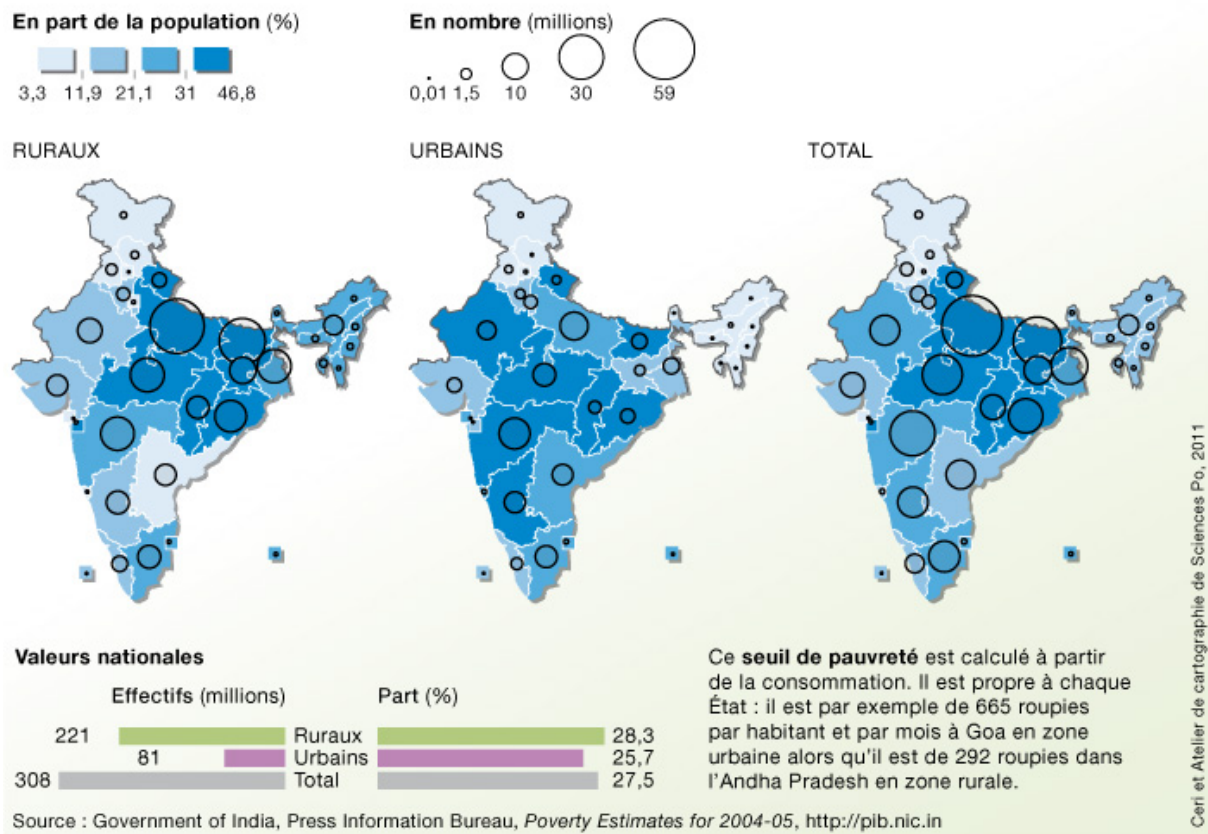 En part de la population (%)
3,3 11,9 21,1 31 46,8
En nombre (millions)
0,01 1,5 10 30 59
RURAUX
URBAINS
TOTAL
Valeurs nationales
Effectifs (millions) Part (%)
221 Ruraux 28,3
81 Urbains 25,7
308 Total 27,5
Ce seuil de pauvreté est calculé à partir
de la consommation. Il est propre à chaque
État : il est par exemple de 665 roupies
par habitant et par mois à Goa en zone
urbaine alors qu'il est de 292 roupies dans
l'Andha Pradesh en zone rurale.
Source : Government of India, Press Information Bureau, Poverty Estimates for 2004-05, http://pib.nic.in
Ceri et Atelier de cartographie de Sciences Po, 2011